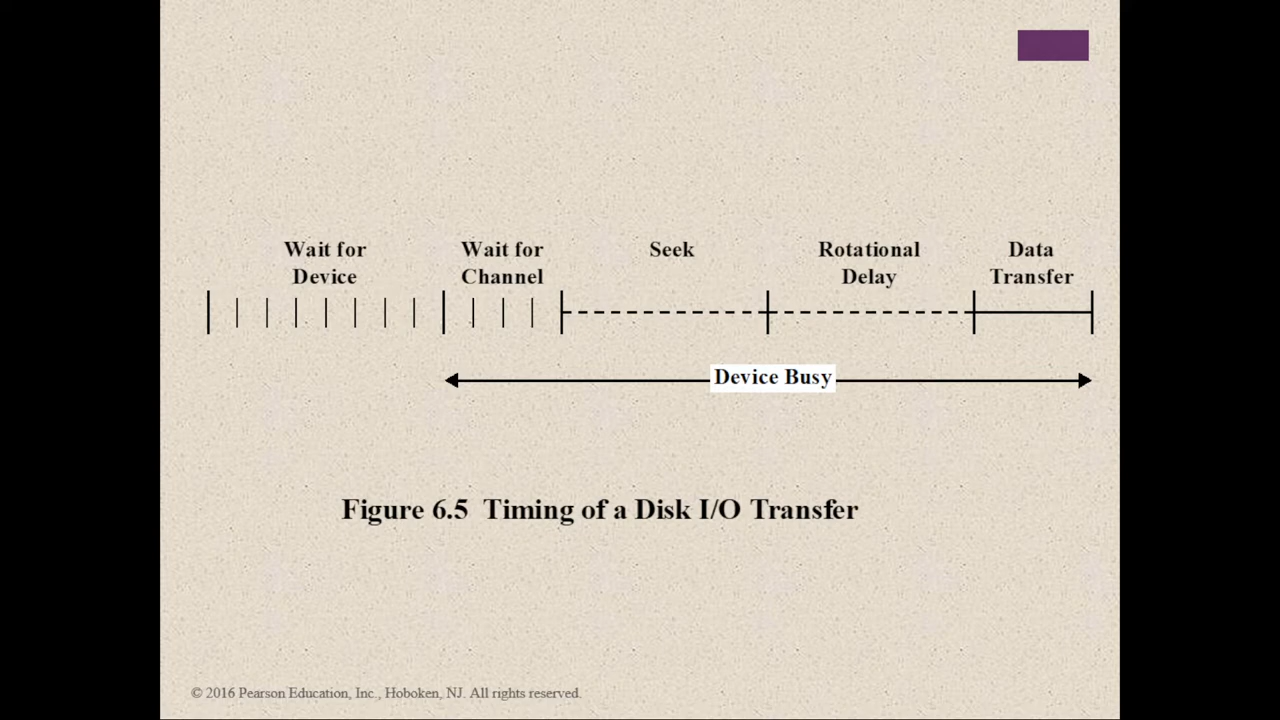 Wait for
Device
Wait for
Channel
Seek
Rotational
Delay
Data
Transfer
Device Busy
Figure 6.5  Timing of a Disk I/O Transfer
© 2016 Pearson Education, Inc., Hoboken, NJ. All rights reserved.